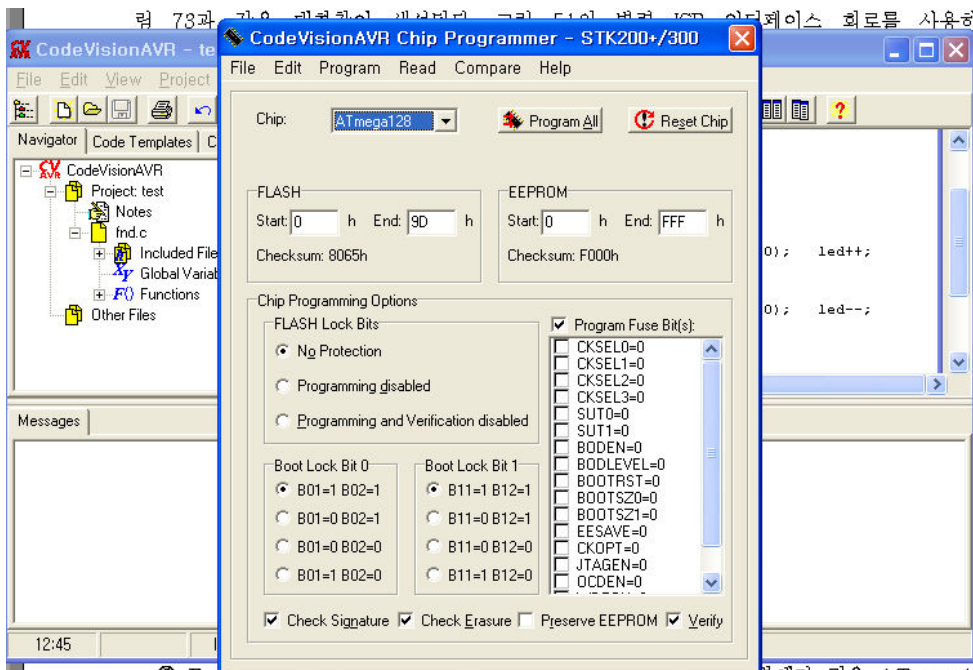 림 73과
회로를
CodeVisionAVR - te
CodeVisionAVR Chip Programmer - STK200+/300
File Edit View Project
File Edit Program Read Compare Help
Navigator Code Templates C
CodeVisionAVR
Project: test
Notes
fnd.c
Included File
Global Variab
Functions
Other Files
Chip: ATmega128 Program All Reset Chip
FLASH
Start: 0 h End: 9D h
Checksum: 8065h
EEPROM
Start: 0 h End: FFF h
Checksum: F000h
0); led++;
0); led--;
Chip Programming Options
FLASH Lock Bits
No Protection
Programming disabled
Programming and Verification disabled
Boot Lock Bit 0
B01=1 B02=1
B01=0 B02=1
B01=0 B02=0
B01=1 B02=0
Boot Lock Bit 1
B11=1 B12=1
B11=0 B12=1
B11=0 B12=0
B11=1 B12=0
Program Fuse Bit(s):
CKSEL0=0
CKSEL1=0
CKSEL2=0
CKSEL3=0
SUT0=0
SUT1=0
BODEN=0
BODLEVEL=0
BOOTRST=0
BOOTSZ0=0
BOOTSZ1=0
EESAVE=0
CKOPT=0
JTAGEN=0
OCDEN=0
Check Signature Check Erasure Preserve EEPROM Verify
Messages
12:45